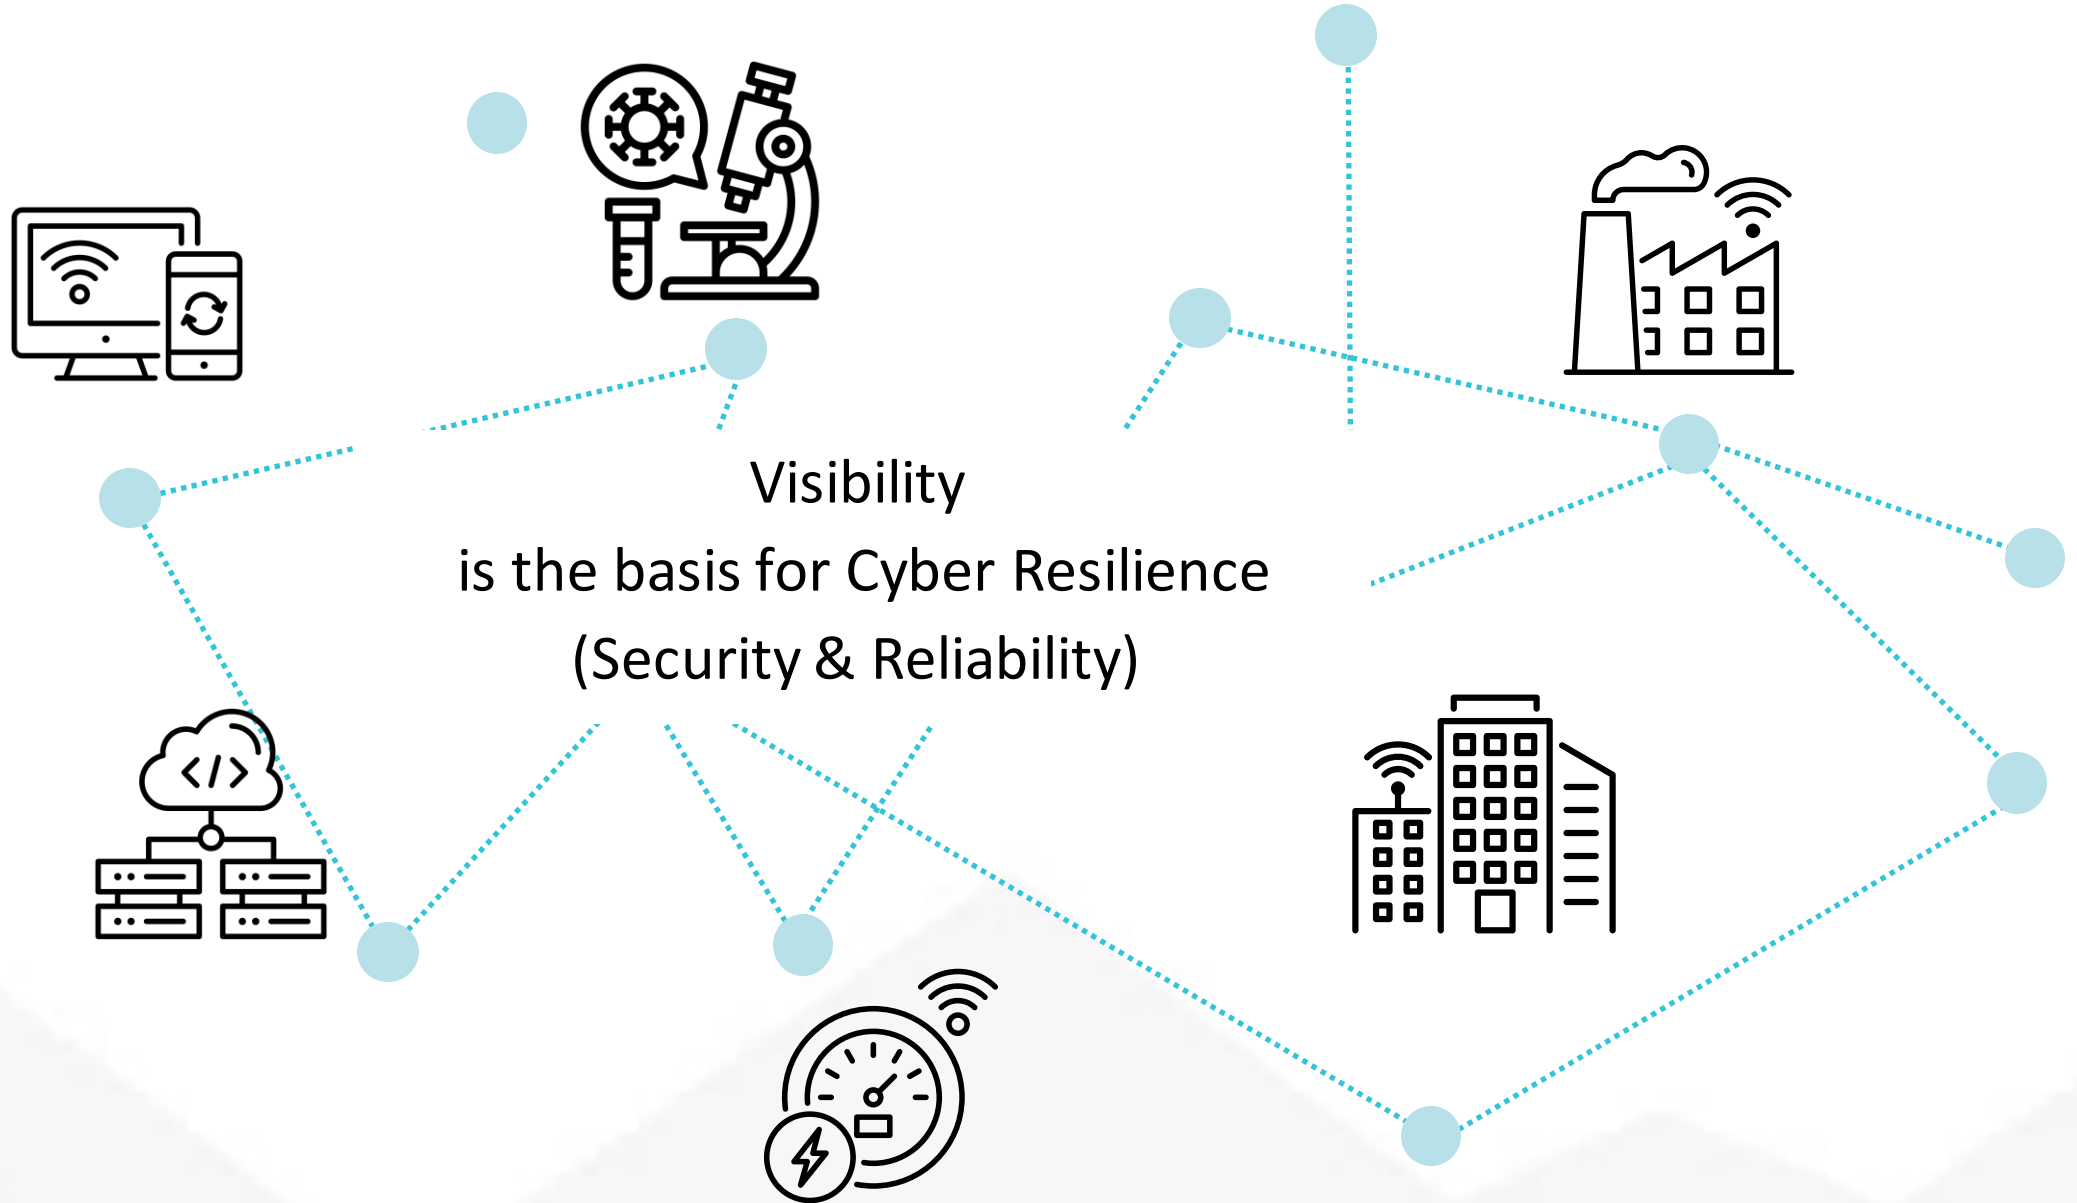 Visibility
is the basis for Cyber Resilience
(Security & Reliability)